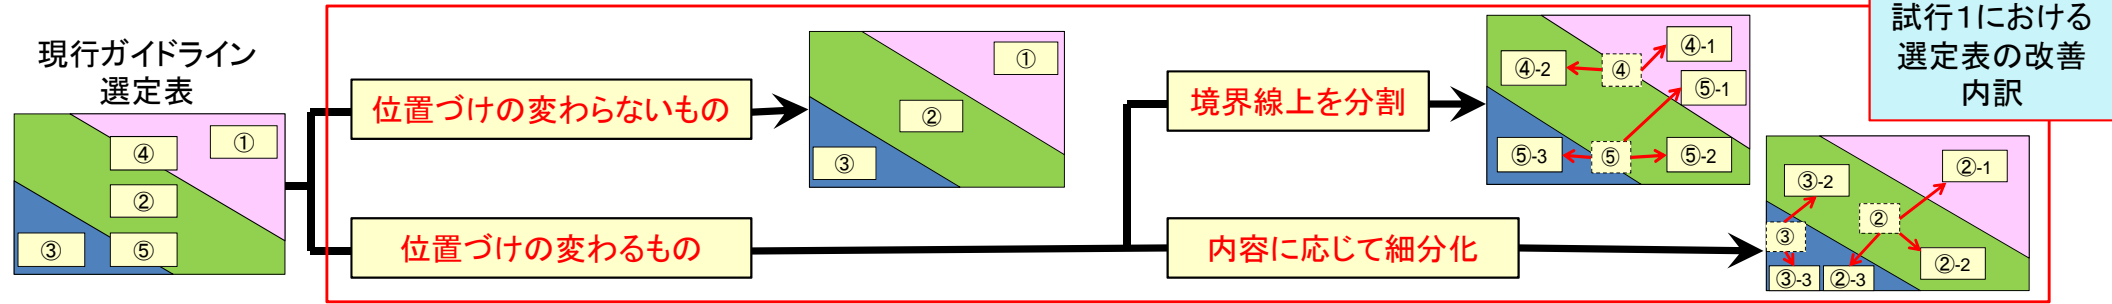 現行ガイドライン
選定表
①
④
②
③
⑤
位置づけの変わらないもの
位置づけの変わるもの
①
②
③
境界線上を分割
内容に応じて細分化
④-1
④-2
④
⑤-1
⑤-3
⑤
⑤-2
②-1
③-2
②
③
②-2
③-3
②-3
試行1における
選定表の改善
内訳